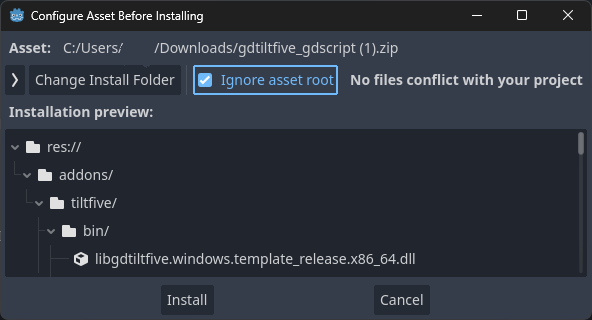 Configure Asset Before Installing
Asset: C:/Users/ /Downloads/gdtiltfive_gdscript (1).zip
Change Install Folder Ignore asset root No files conflict with your project
Installation preview:
res://
addons/
tiltfive/
bin/
libgdtiltfive.windows.template_release.x86_64.dll
Install Cancel